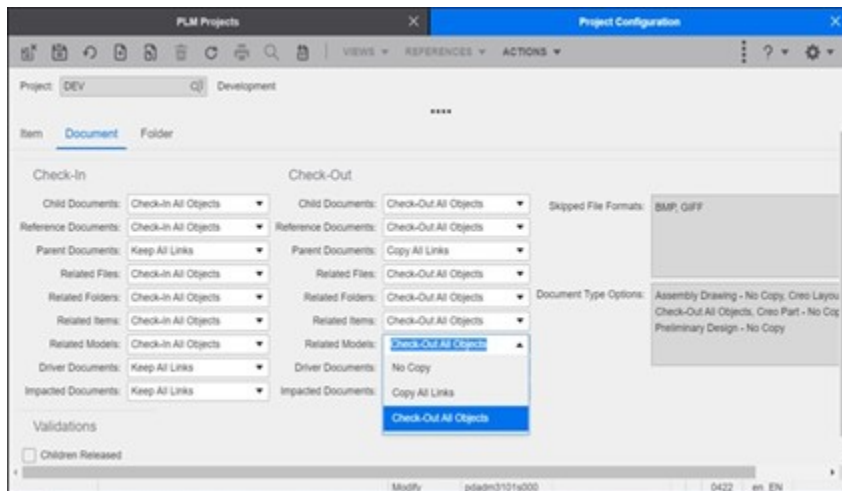 PLM Projects
Project Configuration
VIEWS REFERENCES ACTIONS
Project: DEV Development
Item Document Folder
Check-In Check-Out
Child Documents: Check-In All Objects Child Documents: Check-Out All Objects Skipped File Formats: BMP, GIFF
Reference Documents: Check-In All Objects Reference Documents: Check-Out All Objects
Parent Documents: Keep All Links Parent Documents: Copy All Links
Related Files: Check-In All Objects Related Files: Check-Out All Objects
Related Folders: Check-In All Objects Related Folders: Check-Out All Objects Document Type Options: Assembly Drawing - No Copy, Creo Layou
Related Items: Check-In All Objects Related Items: Check-Out All Objects Check-Out All Objects, Creo Part - No Cop
Related Models: Check-In All Objects Related Models: Check-Out All Objects Preliminary Design - No Copy
Driver Documents: Keep All Links Driver Documents: No Copy
Impacted Documents: Keep All Links Impacted Documents: Copy All Links
Check-Out All Objects
Validations
Children Released
Modify pdadm3101s000 0422 en_EN